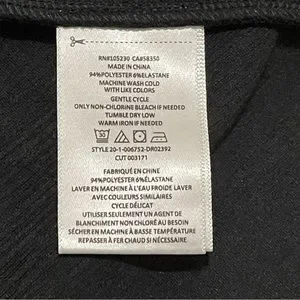 RN#105230 CA#58350
MADE IN CHINA
94%POLYESTER 6%ELASTANE
MACHINE WASH COLD
WITH LIKE COLORS
GENTLE CYCLE
ONLY NON-CHLORINE BLEACH IF NEEDED
TUMBLE DRY LOW
WARM IRON IF NEEDED
30
STYLE 20-1-006752-DR02392
CUT 003171
FABRIQUÉ EN CHINE
94%POLYESTER 6%ÉLASTANE
LAVER EN MACHINE À L'EAU FROIDE LAVER
AVEC COULEURS SIMILAIRES
CYCLE DÉLICAT
UTILISER SEULEMENT UN AGENT DE
BLANCHIMENT NON CHLORÉ AU BESOIN
SÉCHER EN MACHINE À BASSE TEMPÉRATURE
REPASSER À FER CHAUD SI NÉCESSAIRE